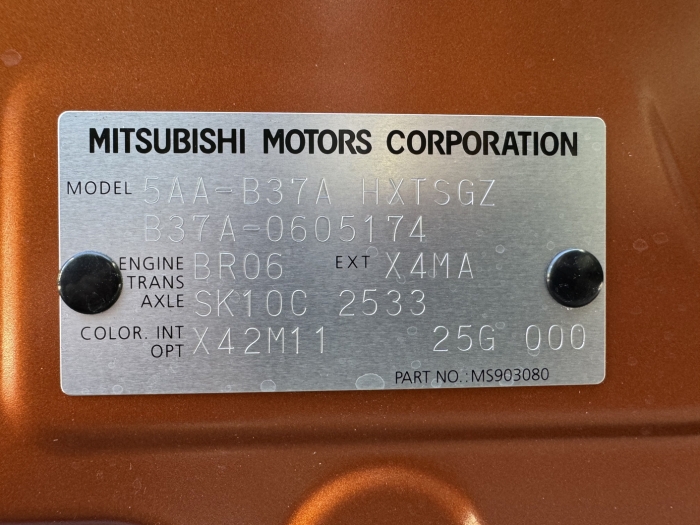 MITSUBISHI MOTORS CORPORATION
MODEL 5AA-B37A HXTSGZ
B37A-0605174
ENGINE BR06 EXT X4MA
TRANS
AXLE SK10C 2533
COLOR. INT
OPT X42M11 25G 000
PART NO.: MS903080